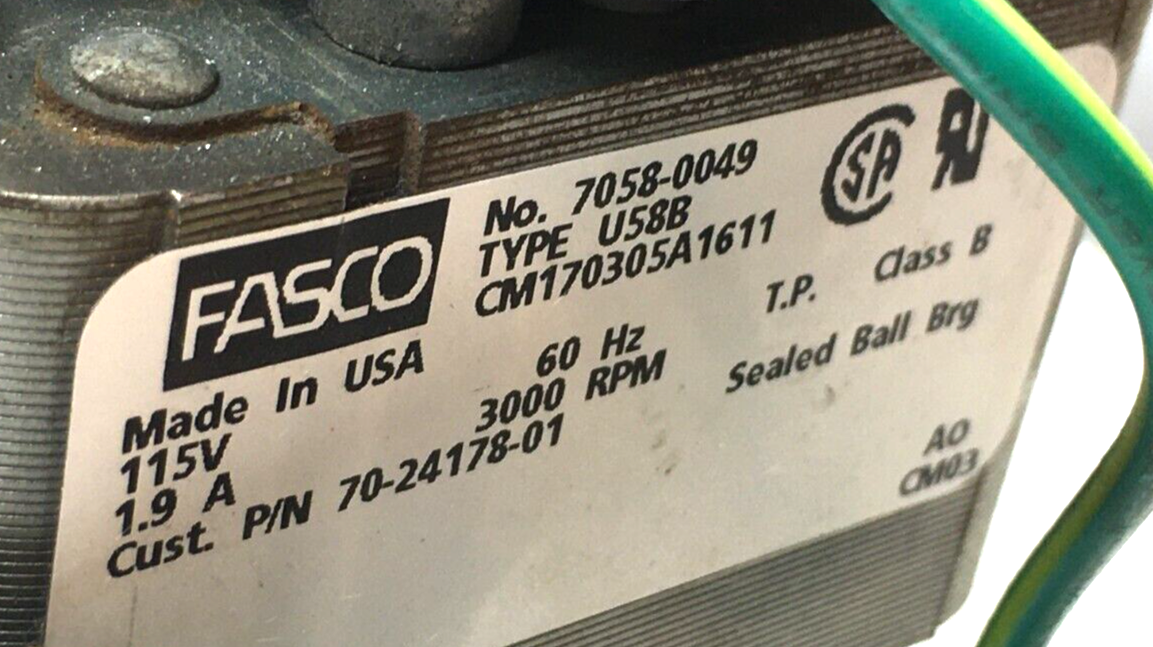 FASCO
No. 7058-0049
TYPE U58B
CM170305A1611
Made In USA
115V 60 Hz T.P. Class B
1.9 A 3000 RPM Sealed Ball Brg
Cust. P/N 70-24178-01
AO
CM03